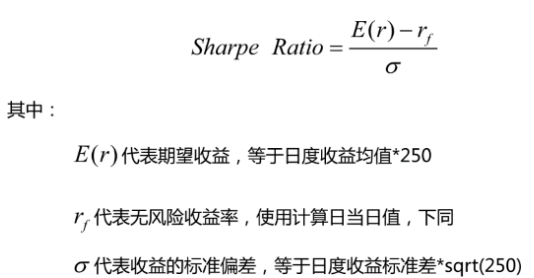 Sharpe Ratio = \frac{E(r) - r_f}{\sigma}
其中：
E(r) 代表期望收益，等于日度收益均值*250
r_f 代表无风险收益率，使用计算日当日值，下同
σ 代表收益的标准偏差，等于日度收益标准差*sqrt(250)